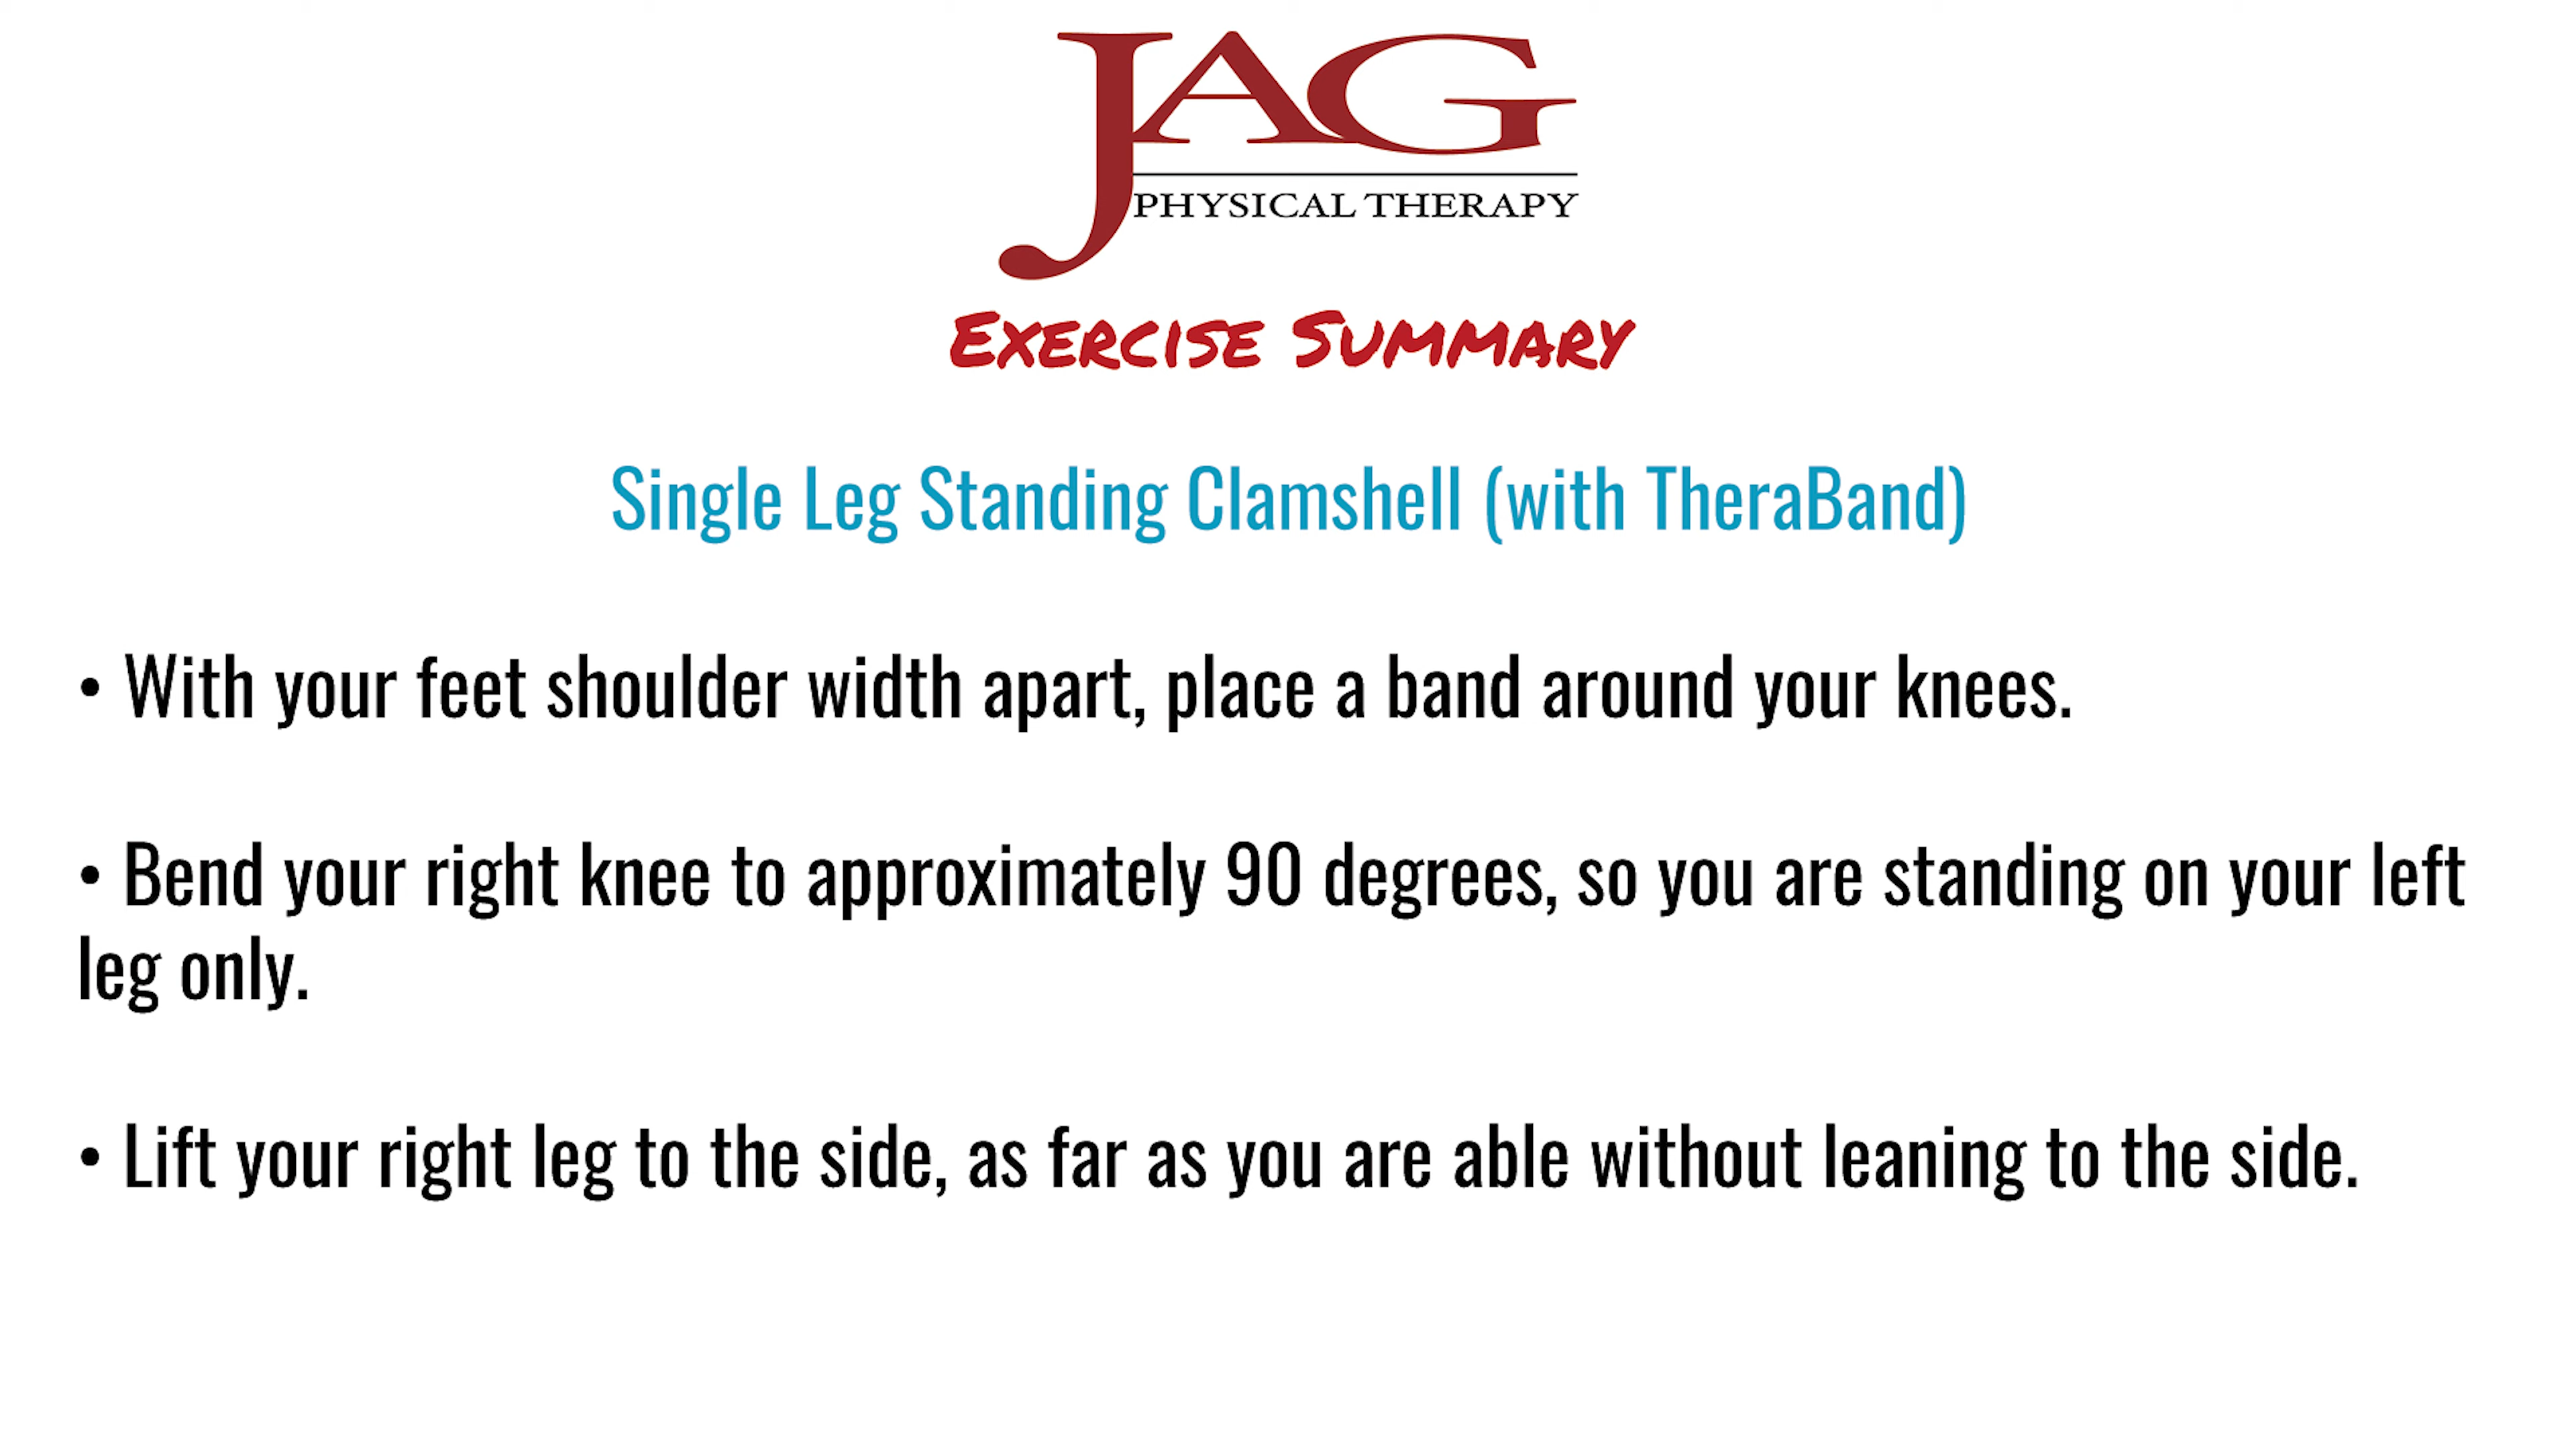 JAG
PHYSICAL THERAPY
EXERCISE SUMMARY
Single Leg Standing Clamshell (with TheraBand)
• With your feet shoulder width apart, place a band around your knees.
• Bend your right knee to approximately 90 degrees, so you are standing on your left
leg only.
• Lift your right leg to the side, as far as you are able without leaning to the side.